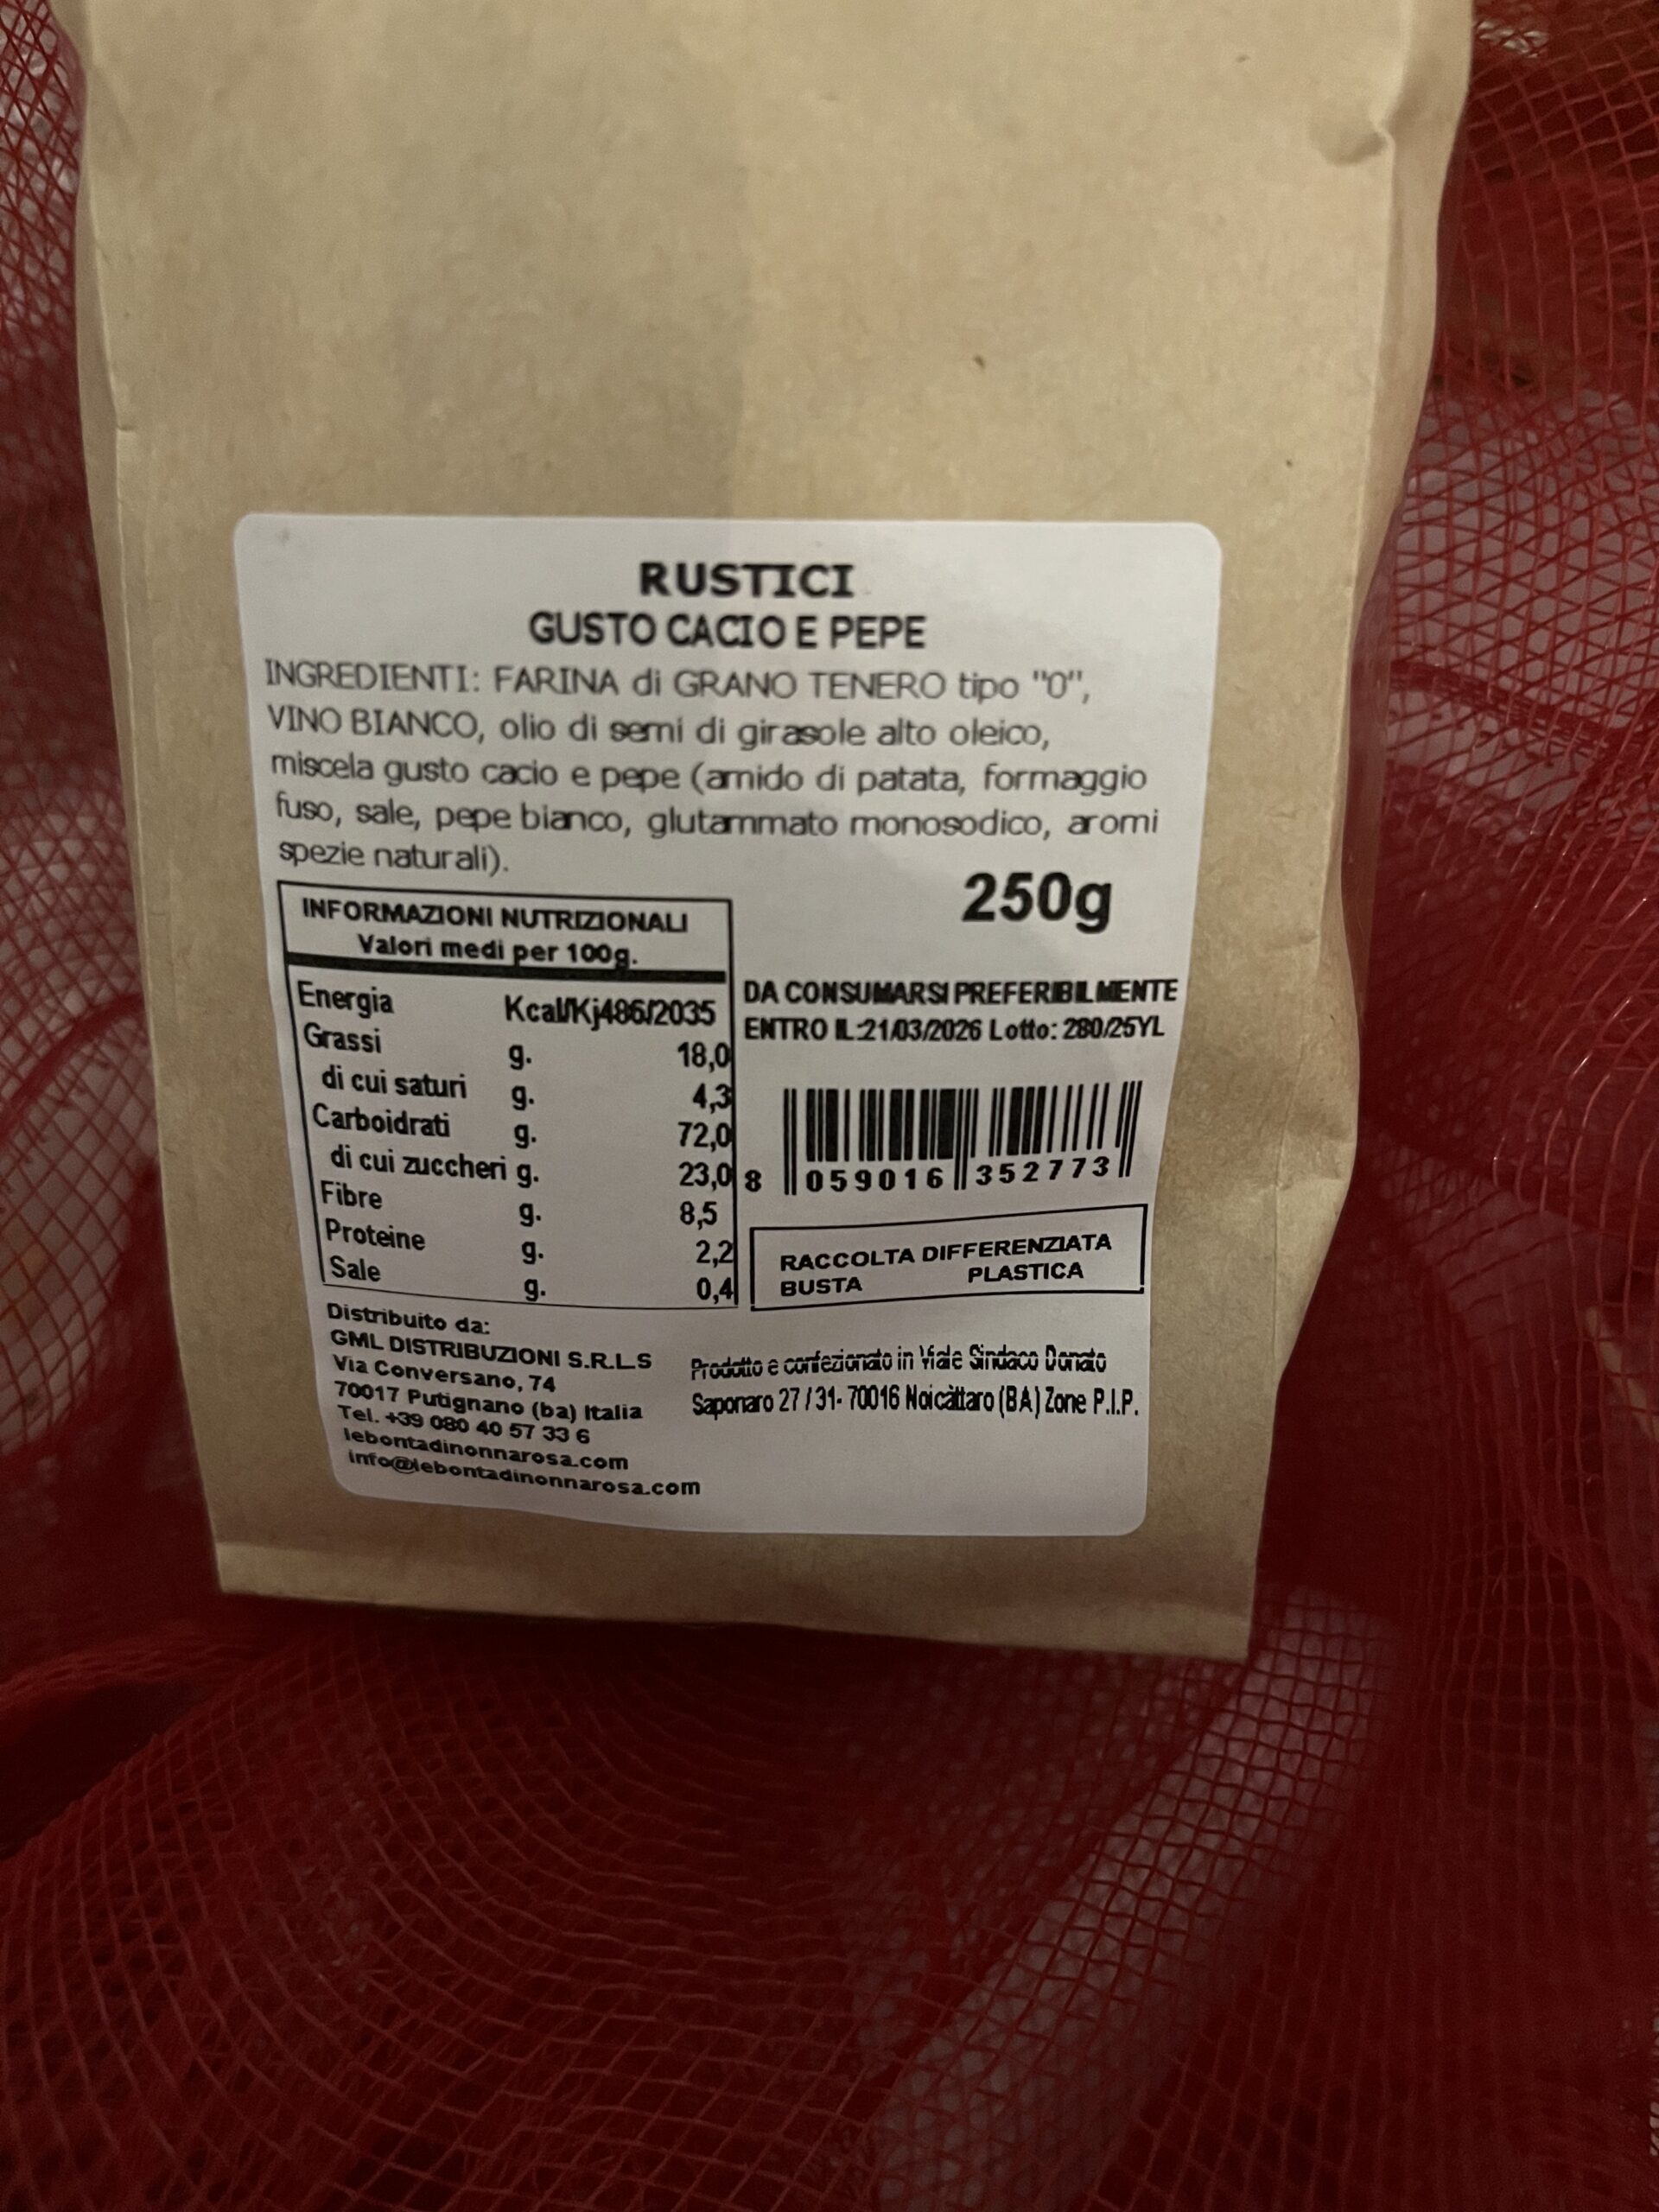 RUSTICI
GUSTO CACIO E PEPE
INGREDIENTI: FARINA di GRANO TENERO tipo "0",
VINO BIANCO, olio di semi di girasole alto oleico,
miscela gusto cacio e pepe (amido di patata, formaggio
fuso, sale, pepe bianco, glutammato monosodico, aromi
spezie naturali).
250g
INFORMAZIONI NUTRIZIONALI
Valori medi per 100g.
Energia Kcal/Kj486/2035
Grassi g. 18,0
di cui saturi g. 4,3
Carboidrati g. 72,0
di cui zuccheri g. 23,0
Fibre g. 8,5
Proteine g. 2,2
Sale g. 0,4
DA CONSUMARSI PREFERIBILMENTE
ENTRO IL:21/03/2026 Lotto: 280/25YL
8 059016 352773
RACCOLTA DIFFERENZIATA
BUSTA PLASTICA
Distribuito da:
GML DISTRIBUZIONI S.R.L.S
Via Conversano, 74
70017 Putignano (ba) Italia
Tel. +39 080 40 57 33 6
lebontadinonnarosa.com
info@lebontadinonnarosa.com
Prodotto e confezionato in Viale Sindaco Donato
Saponaro 27 / 31- 70016 Noicàttaro (BA) Zone P.I.P.